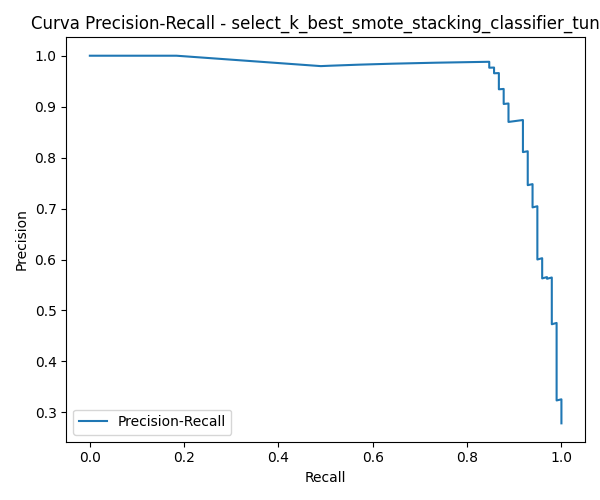 Curva Precision-Recall - select_k_best_smote_stacking_classifier_tun
1.0
0.9
0.8
0.7
0.6
0.5
0.4
0.3
Precision
Precision-Recall
0.0 0.2 0.4 0.6 0.8 1.0
Recall